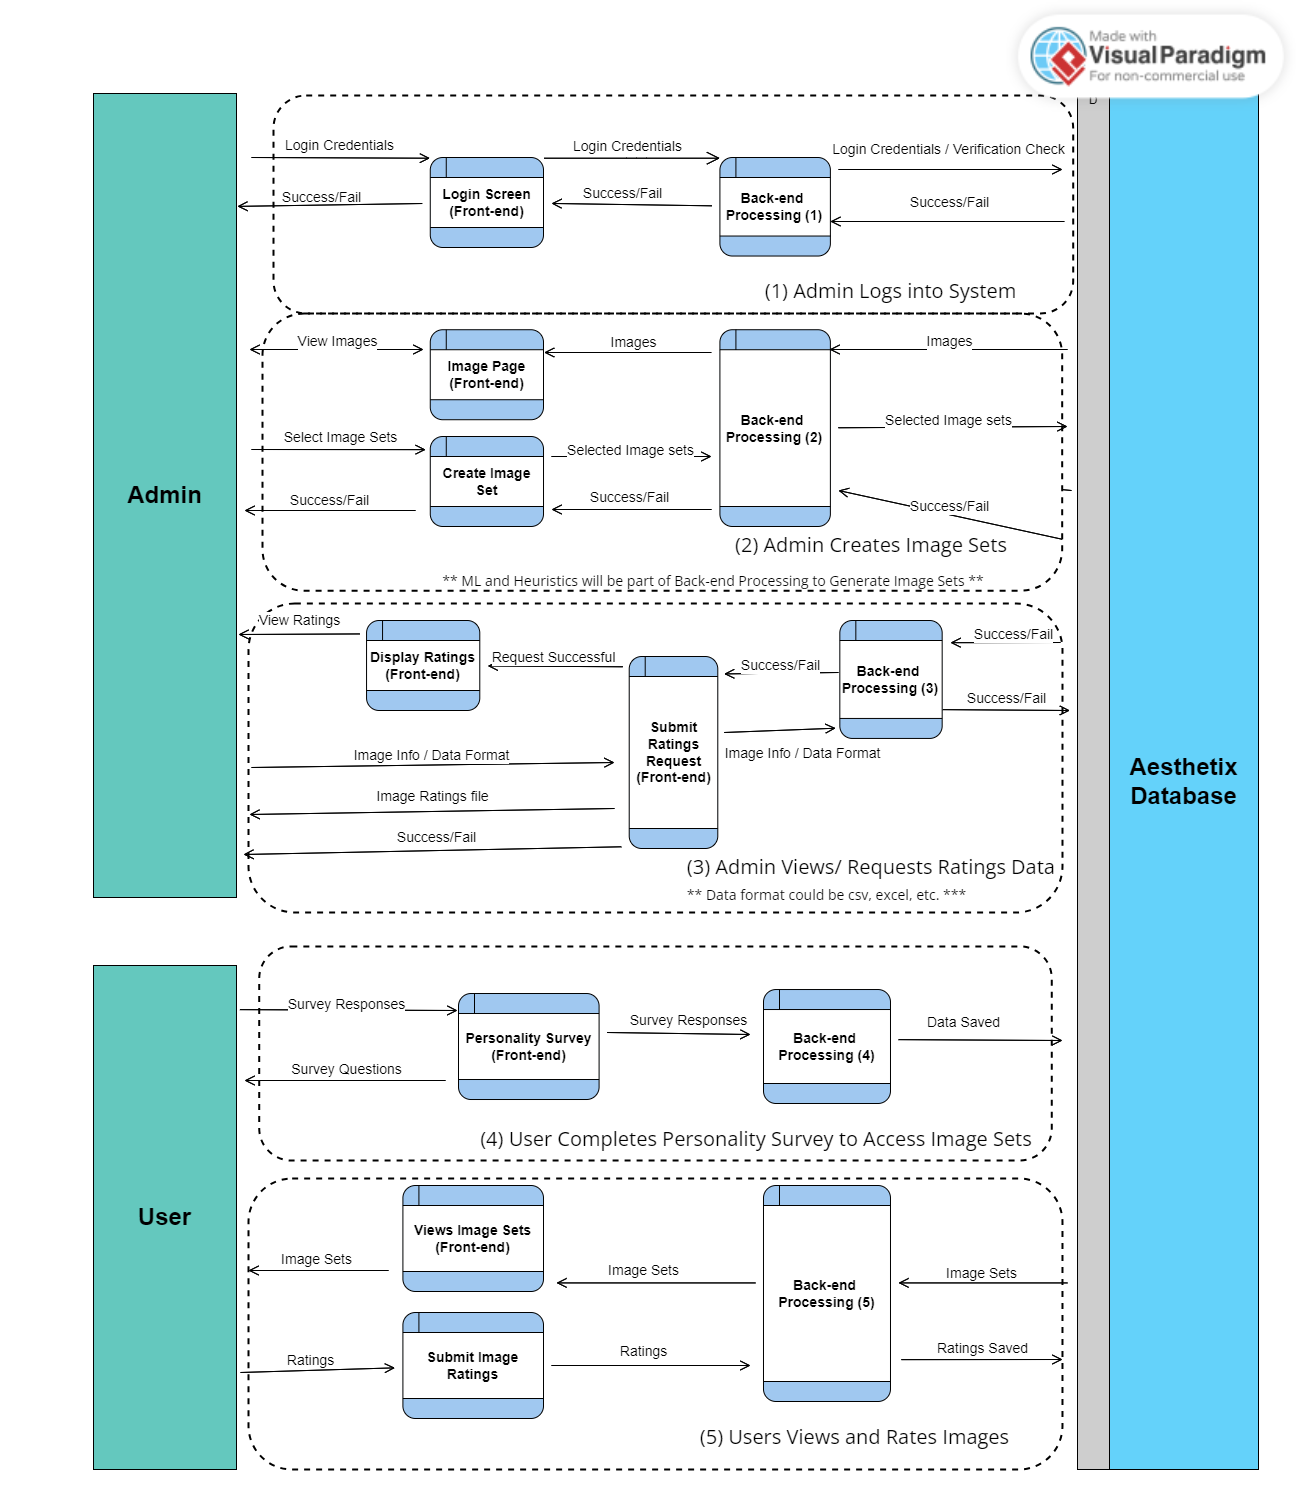 Made with
Visual Paradigm
For non-commercial use
D
Login Credentials
Login Credentials
Login Credentials / Verification Check
Success/Fail
Success/Fail
Success/Fail
Login Screen
(Front-end)
Back-end
Processing (1)
(1) Admin Logs into System
View Images
Images
Images
Image Page
(Front-end)
Back-end
Processing (2)
Select Image Sets
Selected Image sets
Selected Image sets
Create Image
Set
Success/Fail
Success/Fail
Success/Fail
Admin
(2) Admin Creates Image Sets
** ML and Heuristics will be part of Back-end Processing to Generate Image Sets **
View Ratings
Display Ratings
(Front-end)
Request Successful
Success/Fail
Back-end
Processing (3)
Success/Fail
Success/Fail
Submit
Ratings
Request
(Front-end)
Image Info / Data Format
Image Info / Data Format
Image Ratings file
Success/Fail
(3) Admin Views/ Requests Ratings Data
** Data format could be csv, excel, etc. ***
Aesthetix
Database
Survey Responses
Survey Responses
Data Saved
Personality Survey
(Front-end)
Back-end
Processing (4)
Survey Questions
(4) User Completes Personality Survey to Access Image Sets
User
Views Image Sets
(Front-end)
Image Sets
Image Sets
Image Sets
Back-end
Processing (5)
Ratings
Submit Image
Ratings
Ratings
Ratings Saved
(5) Users Views and Rates Images